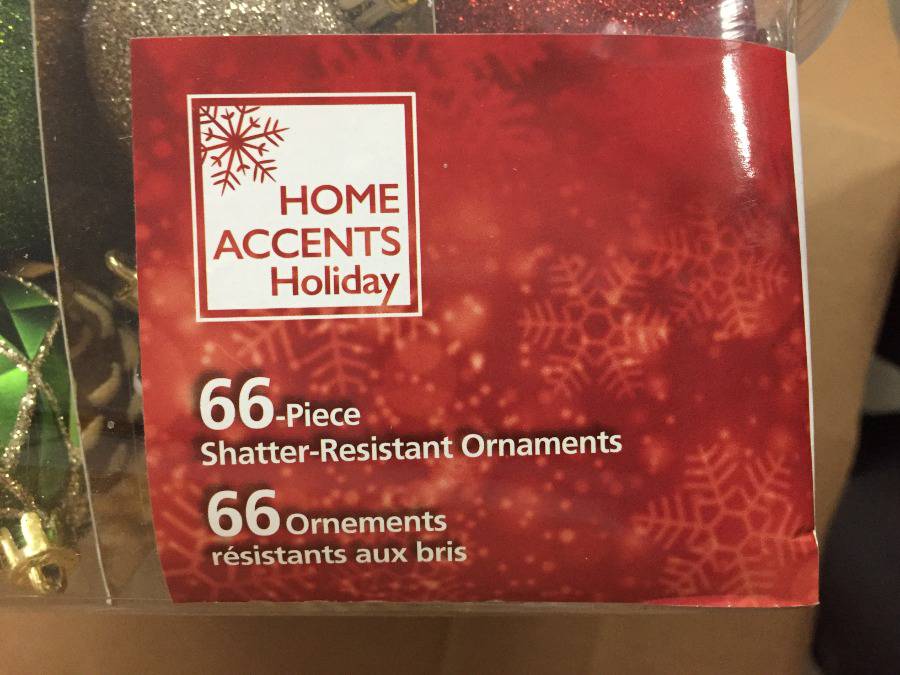 HOME
ACCENTS
Holiday
66-Piece
Shatter-Resistant Ornaments
66 Ornements
résistants aux bris